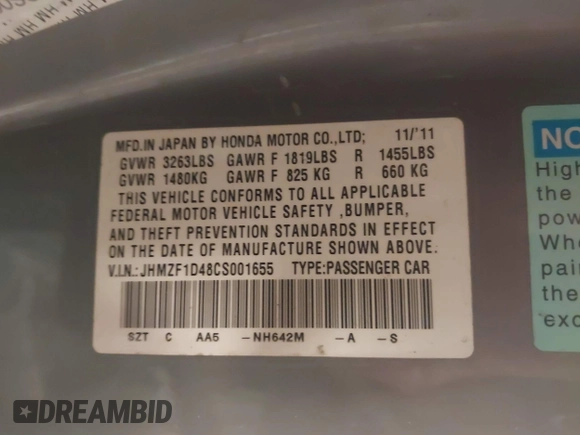 MFD.IN JAPAN BY HONDA MOTOR CO.,LTD; 11/'11
GVWR 3263LBS GAWR F 1819LBS R 1455LBS
GVWR 1480KG GAWR F 825 KG R 660 KG
THIS VEHICLE CONFORMS TO ALL APPLICABLE
FEDERAL MOTOR VEHICLE SAFETY ,BUMPER,
AND THEFT PREVENTION STANDARDS IN EFFECT
ON THE DATE OF MANUFACTURE SHOWN ABOVE.
V.I.N.:JHMZF1D48CS001655 TYPE:PASSENGER CAR
SZT C AA5 -NH642M -A -S
NO
High
the
pow
Whe
pain
the
exc
DREAMBID